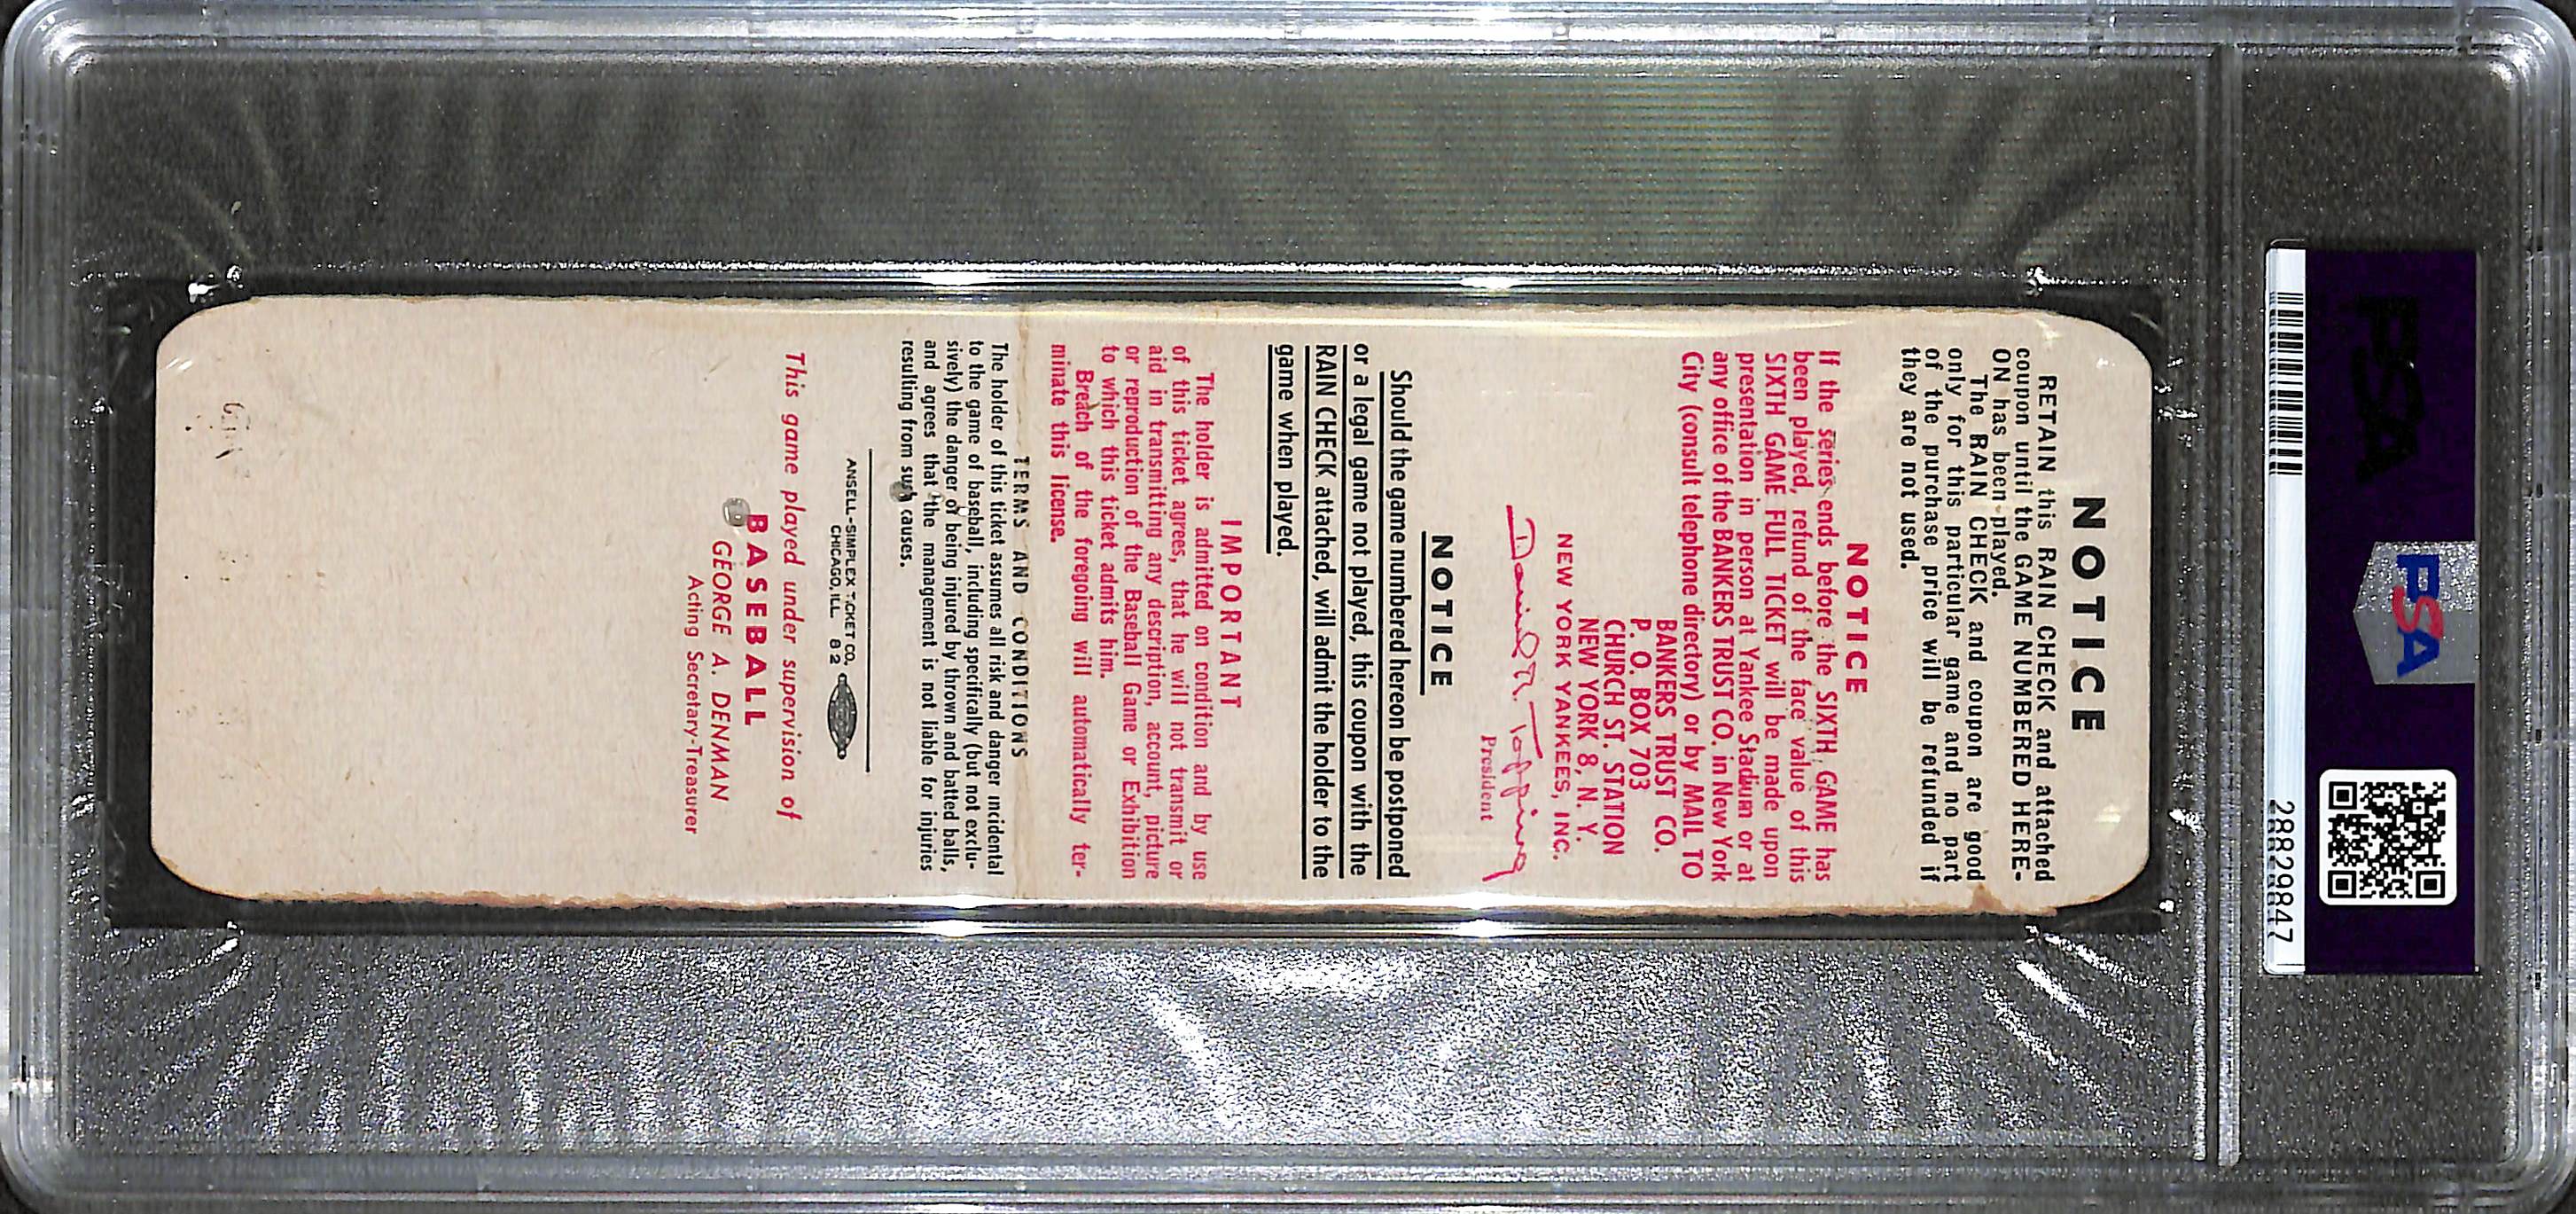 NOTICE
RETAIN this RAIN CHECK and attached
coupon until the GAME NUMBERED HERE-
ON has been played.
The RAIN CHECK and coupon are good
only for this particular game and no part
of the purchase price will be refunded if
they are not used.
NOTICE
If the series ends before the SIXTH GAME has
been played, refund of the face value of this
SIXTH GAME FULL TICKET will be made upon
presentation in person at Yankee Stadium or at
any office of the BANKERS TRUST CO. in New York
City (consult telephone directory) or by MAIL TO
BANKERS TRUST CO.
P. O. BOX 703
CHURCH ST. STATION
NEW YORK 8, N. Y.
NEW YORK YANKEES, INC.
Daniel R. Topping
President
NOTICE
Should the game numbered hereon be postponed
or a legal game not played, this coupon with the
RAIN CHECK attached, will admit the holder to the
game when played.
IMPORTANT
The holder is admitted on condition and by use
of this ticket agrees, that he will not transmit or
aid in transmitting any description, account, picture
or reproduction of the Baseball Game or Exhibition
to which this ticket admits him.
Breach of the foregoing will automatically ter-
minate this license.
TERMS AND CONDITIONS
The holder of this ticket assumes all risk and danger incidental
to the game of baseball, including specifically (but not exclu-
sively) the danger of being injured by thrown and batted balls,
and agrees that the management is not liable for injuries
resulting from such causes.
ANSELL-SIMPLEX TICKET CO.
CHICAGO, ILL. 82
This game played under supervision of
BASEBALL
GEORGE A. DENMAN
Acting Secretary-Treasurer
PSA
PSA
28829847